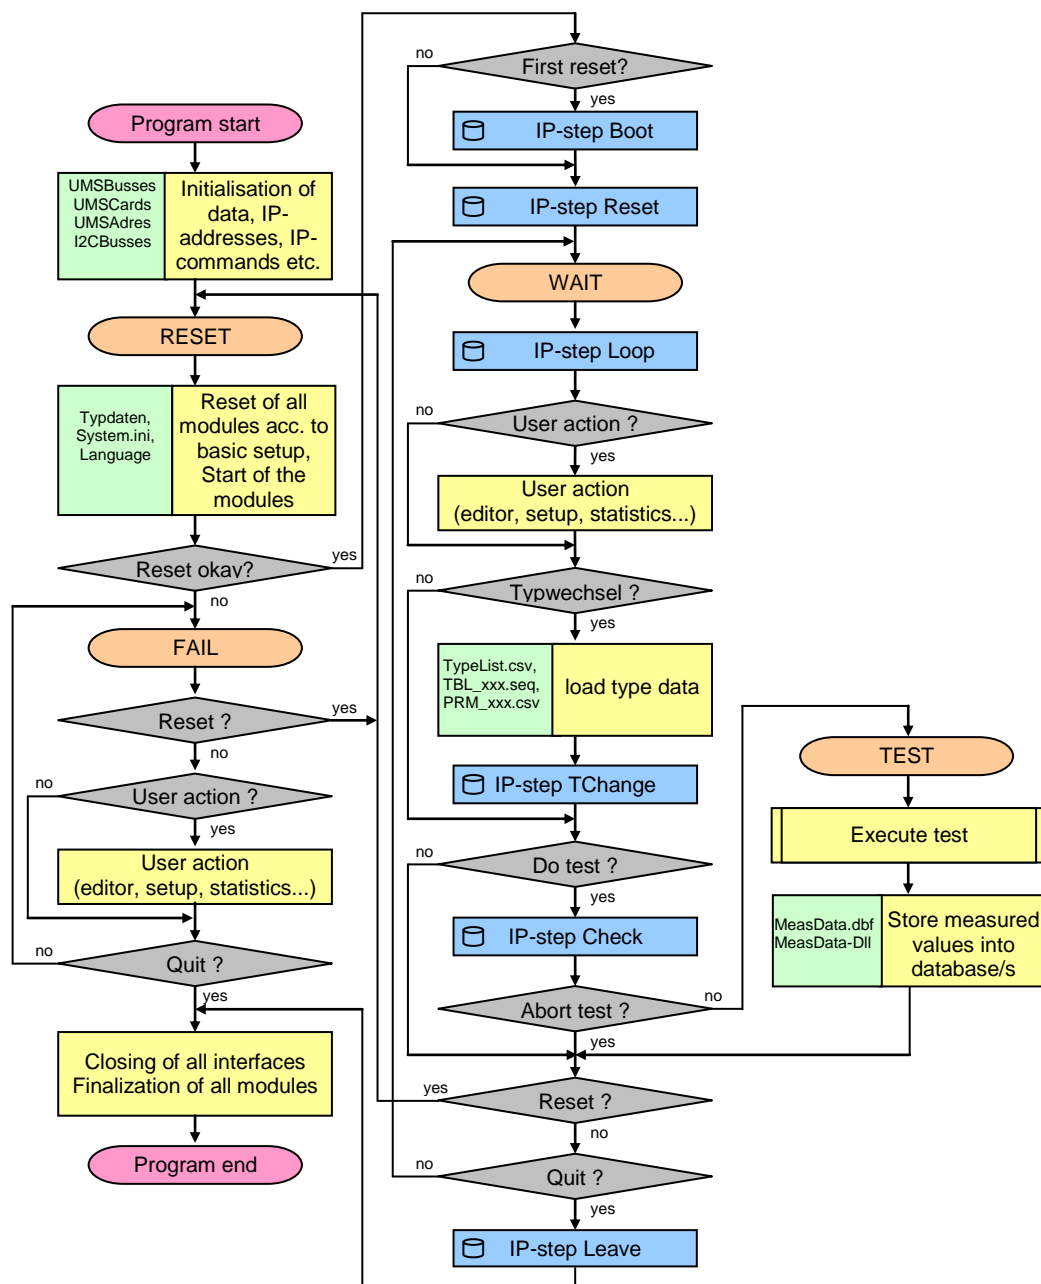 Program start
UMSBusses
UMSCards
UMSAdres
I2CBusses
Initialisation of
data, IP-
addresses, IP-
commands etc.
RESET
Typdaten,
System.ini,
Language
Reset of all
modules acc. to
basic setup,
Start of the
modules
Reset okay?
yes
no
FAIL
Reset ?
yes
no
User action ?
no
yes
User action
(editor, setup, statistics...)
Quit ?
no
yes
Closing of all interfaces
Finalization of all modules
Program end
First reset?
no
yes
IP-step Boot
IP-step Reset
WAIT
IP-step Loop
User action ?
no
yes
User action
(editor, setup, statistics...)
Typwechsel ?
no
yes
TypeList.csv,
TBL_xxx.seq,
PRM_xxx.csv
load type data
IP-step TChange
Do test ?
no
yes
IP-step Check
Abort test ?
no
yes
Reset ?
yes
no
Quit ?
no
yes
IP-step Leave
TEST
Execute test
MeasData.dbf
MeasData-Dll
Store measured
values into
database/s